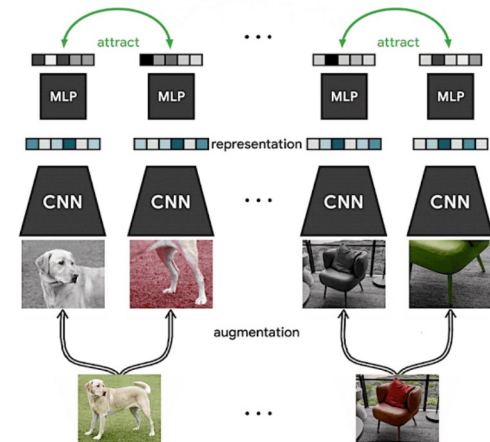 attract
...
attract
MLP
MLP
MLP
MLP
representation
CNN
CNN
...
CNN
CNN
augmentation
...